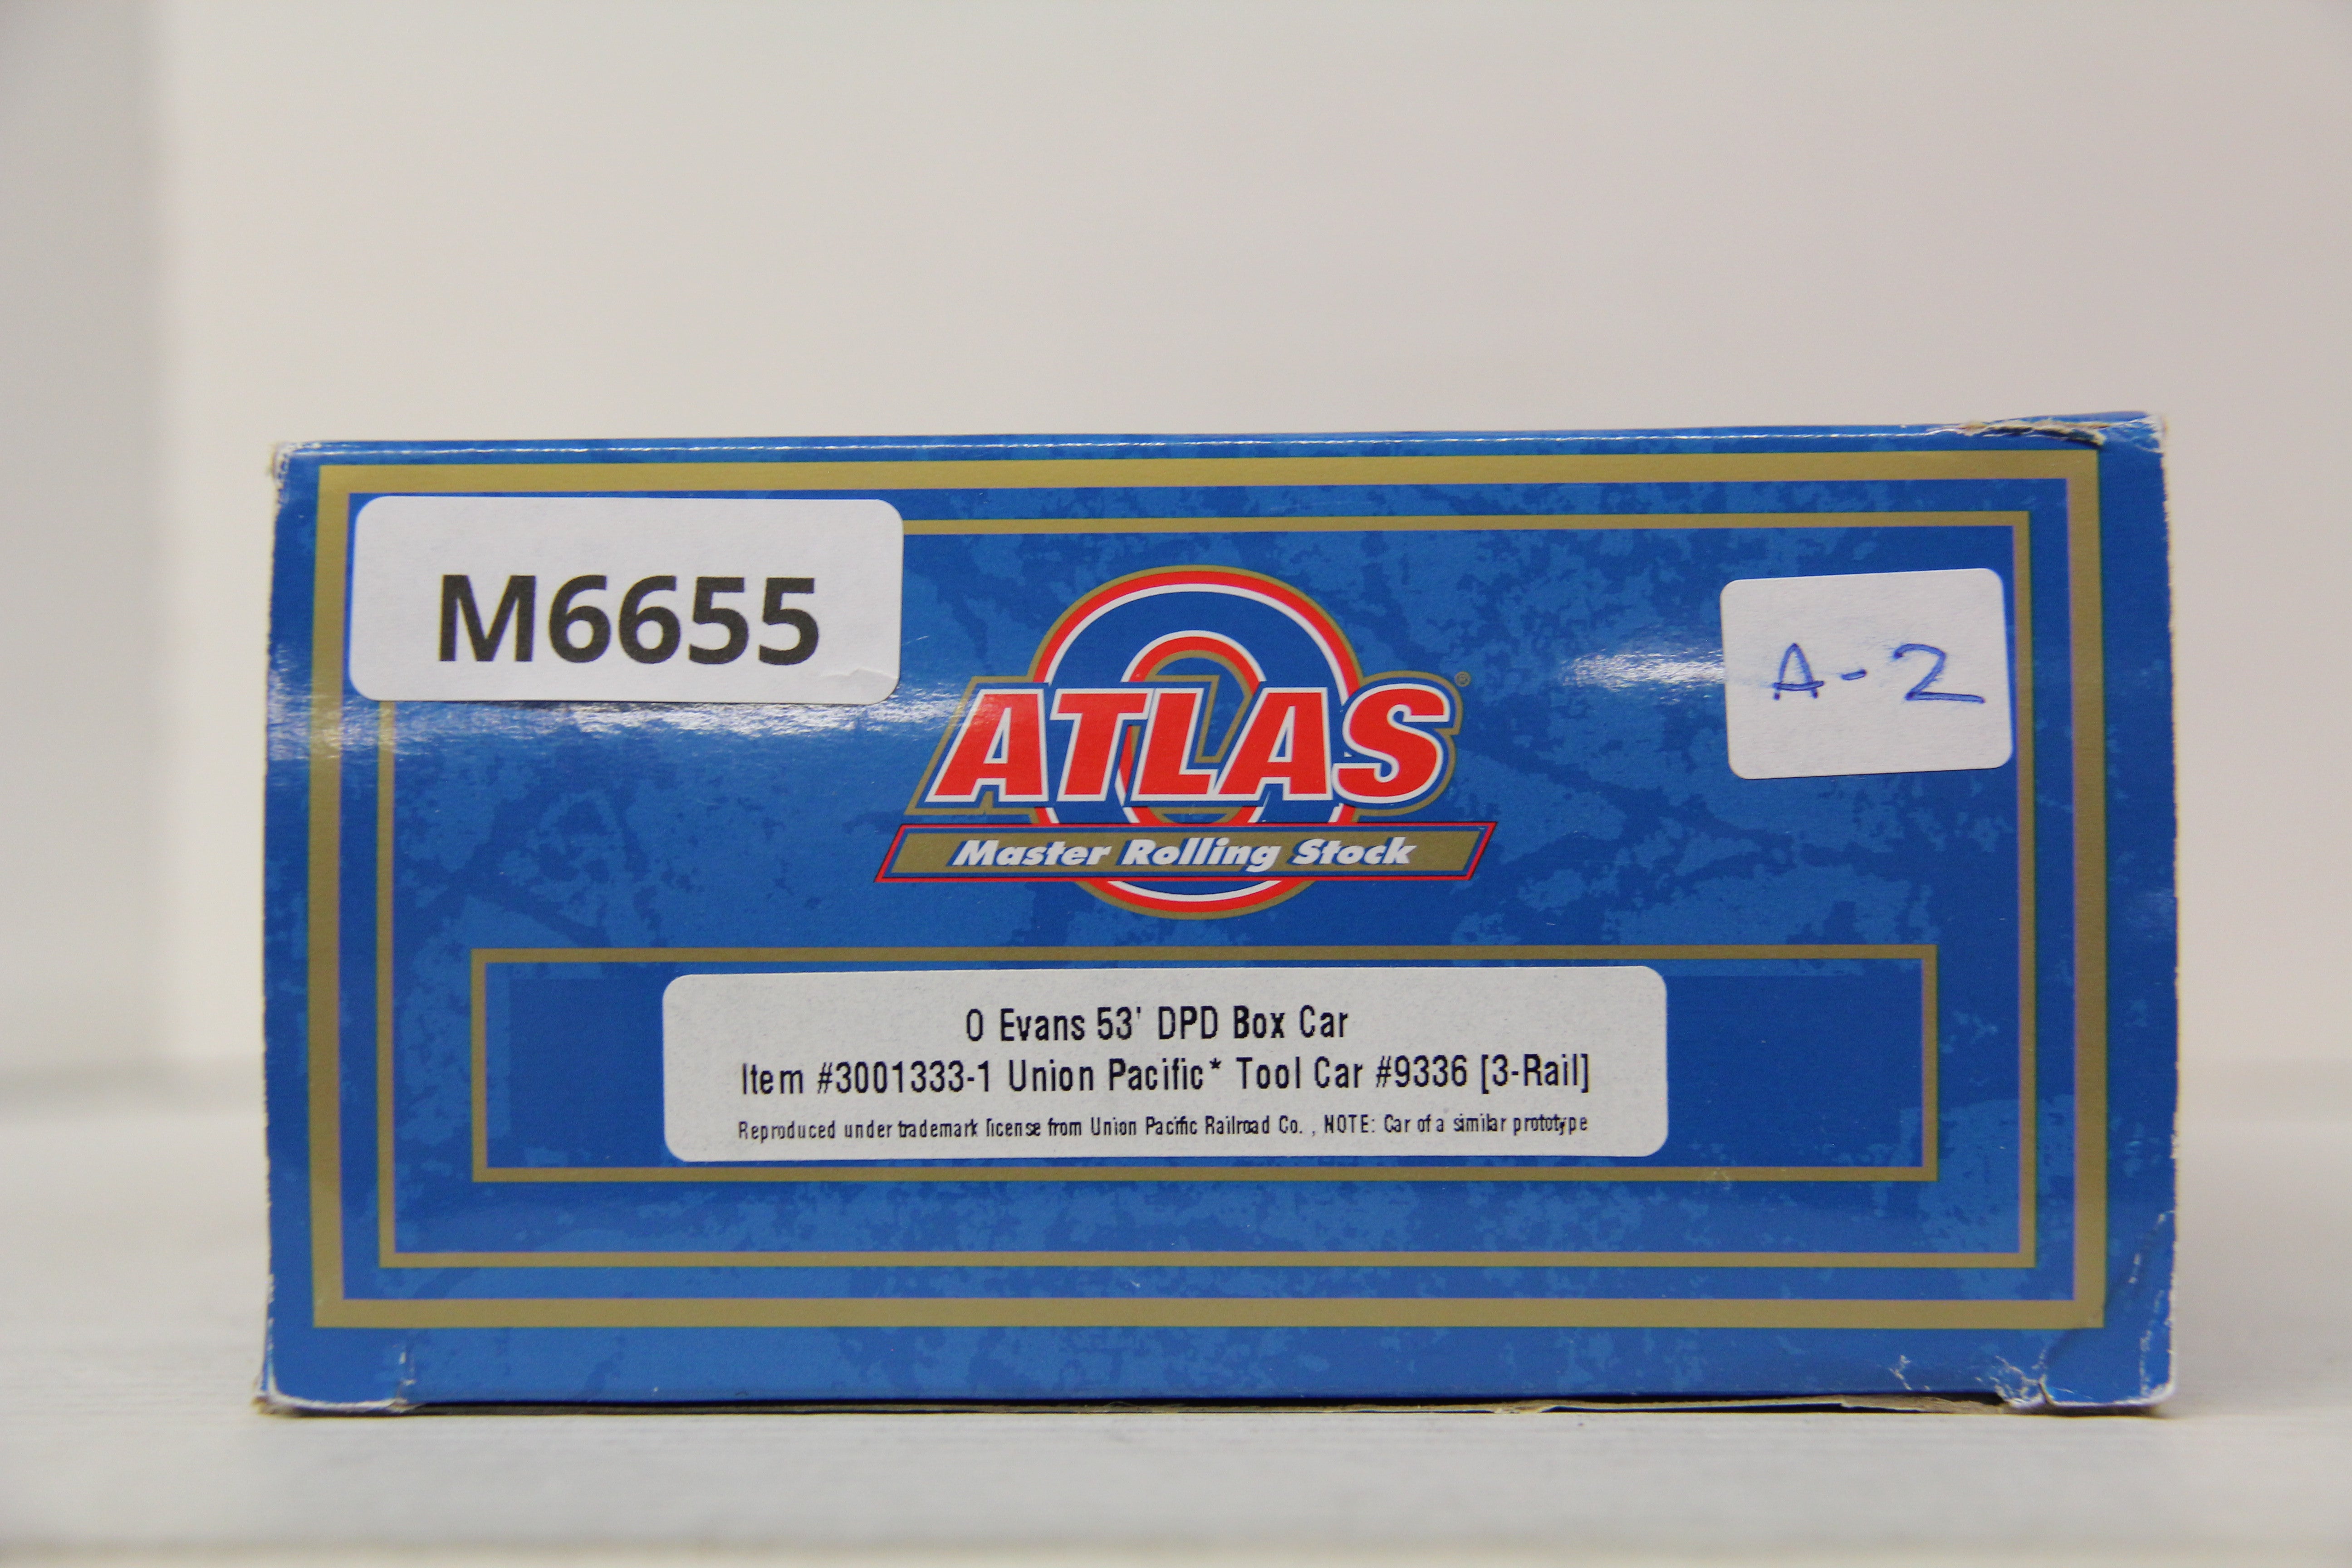 M6655
A-2
ATLAS®
Master Rolling Stock
O Evans 53' DPD Box Car
Item #3001333-1 Union Pacific* Tool Car #9336 [3-Rail]
Reproduced under trademark license from Union Pacific Railroad Co. , NOTE: Car of a similar prototype